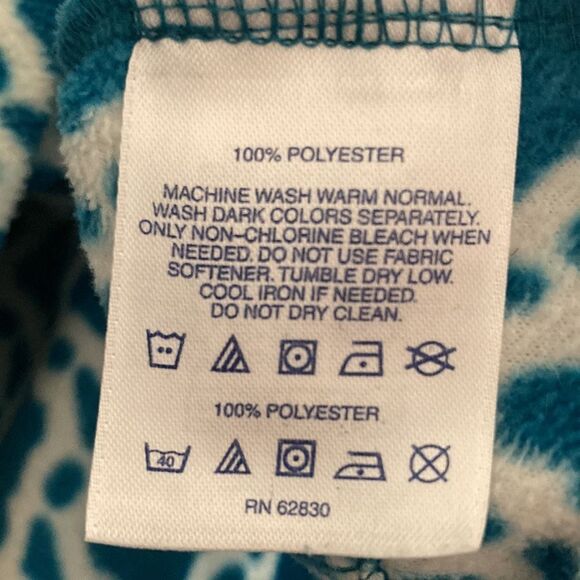 100% POLYESTER
MACHINE WASH WARM NORMAL.
WASH DARK COLORS SEPARATELY.
ONLY NON-CHLORINE BLEACH WHEN
NEEDED. DO NOT USE FABRIC
SOFTENER. TUMBLE DRY LOW.
COOL IRON IF NEEDED.
DO NOT DRY CLEAN.
100% POLYESTER
40
RN 62830